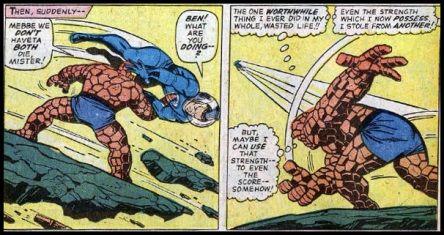 THEN, SUDDENLY--
MEBBE WE
DON'T
HAVETA
BOTH
DIE,
MISTER!
BEN!
WHAT
ARE
YOU
DOING--
?
THE ONE WORTHWHILE
THING I EVER DID IN MY
WHOLE, WASTED LIFE!!
EVEN THE STRENGTH
WHICH I NOW POSSESS,
I STOLE FROM ANOTHER!
BUT,
MAYBE I
CAN USE
THAT
STRENGTH--
TO EVEN
THE
SCORE--
SOMEHOW!